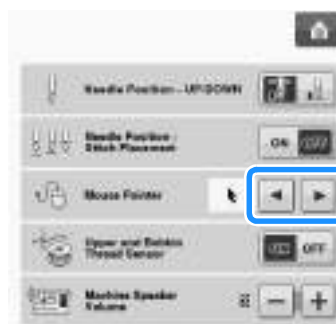 Needle Position - UP/DOWN
Needle Position -
Stitch Placement
ON OFF
Mouse Pointer
Upper and Bobbin
Thread Sensor
ON OFF
Machine Speaker
Volume
- +